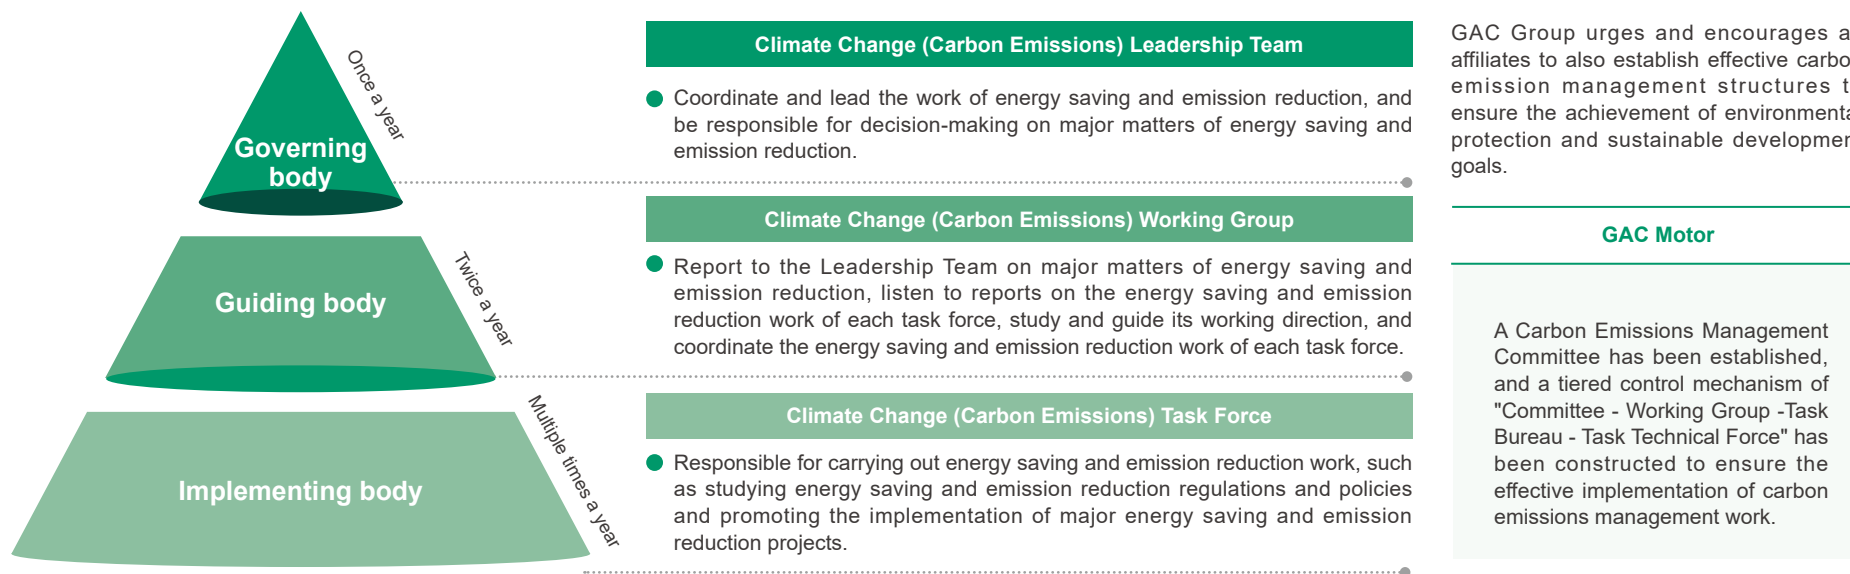 Once a year
Governing
body
Twice a year
Guiding body
Multiple times a year
Implementing body
Climate Change (Carbon Emissions) Leadership Team
Coordinate and lead the work of energy saving and emission reduction, and
be responsible for decision-making on major matters of energy saving and
emission reduction.
Climate Change (Carbon Emissions) Working Group
Report to the Leadership Team on major matters of energy saving and
emission reduction, listen to reports on the energy saving and emission
reduction work of each task force, study and guide its working direction, and
coordinate the energy saving and emission reduction work of each task force.
Climate Change (Carbon Emissions) Task Force
Responsible for carrying out energy saving and emission reduction work, such
as studying energy saving and emission reduction regulations and policies
and promoting the implementation of major energy saving and emission
reduction projects.
GAC Group urges and encourages
affiliates to also establish effective
emission management structures
ensure the achievement of
protection and sustainable
goals.
GAC Motor
A Carbon Emissions Management
Committee has been established,
and a tiered control mechanism of
"Committee - Working Group -Task
Bureau - Task Technical Force" has
been constructed to ensure the
effective implementation of carbon
emissions management work.